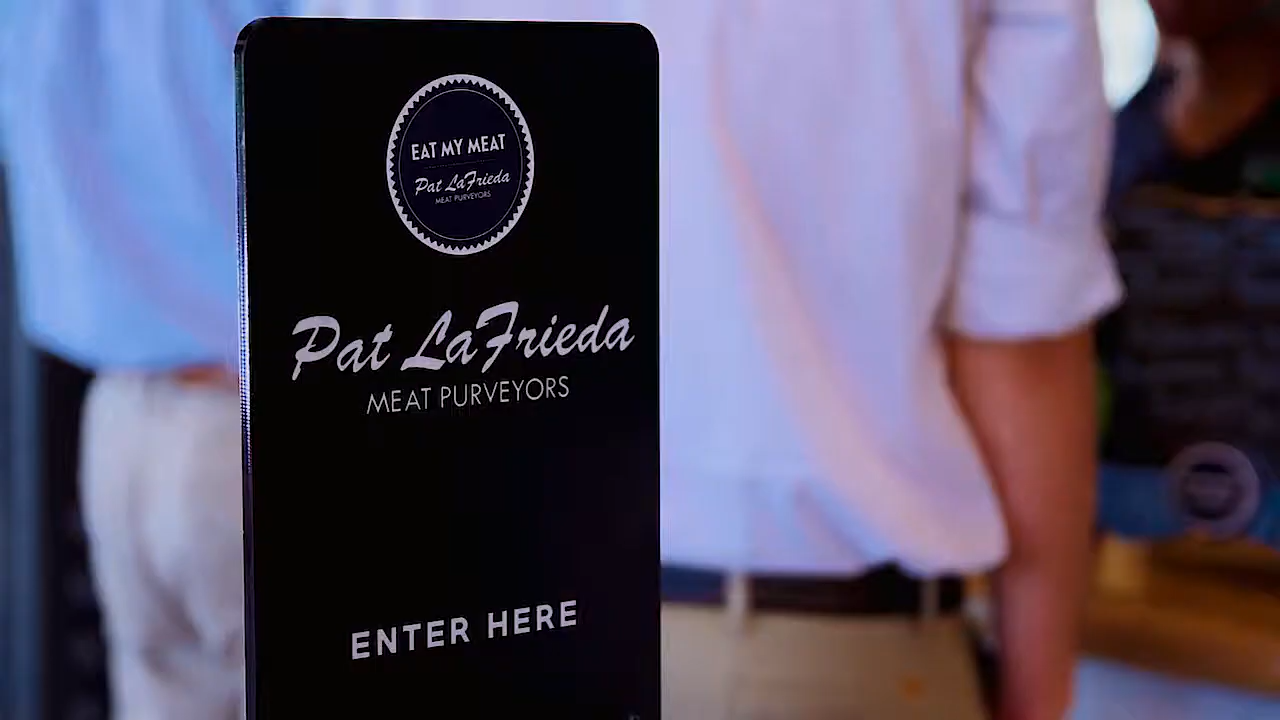 EAT MY MEAT
Pat LaFrieda
MEAT PURVEYORS
Pat LaFrieda
MEAT PURVEYORS
ENTER HERE